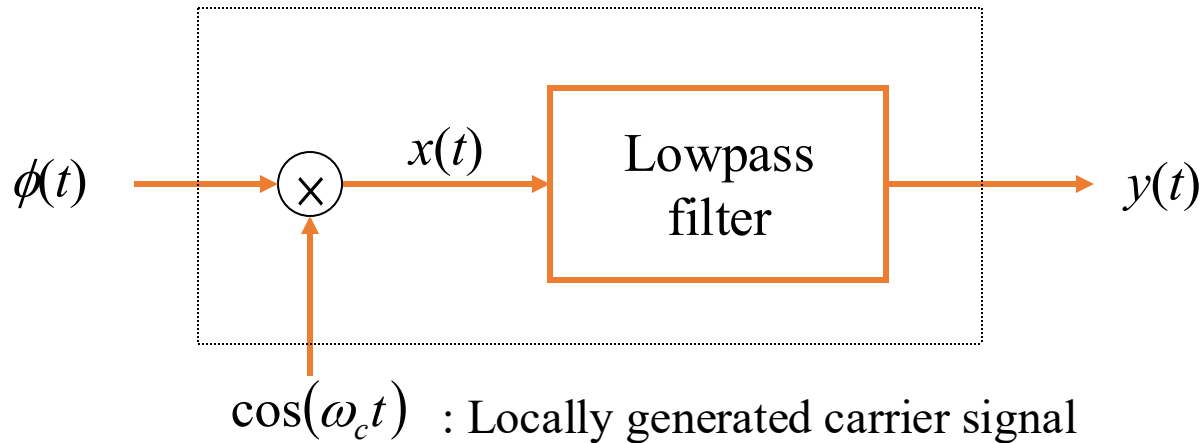 ϕ(t)
×
x(t)
Lowpass
filter
y(t)
cos(ω_c t) : Locally generated carrier signal